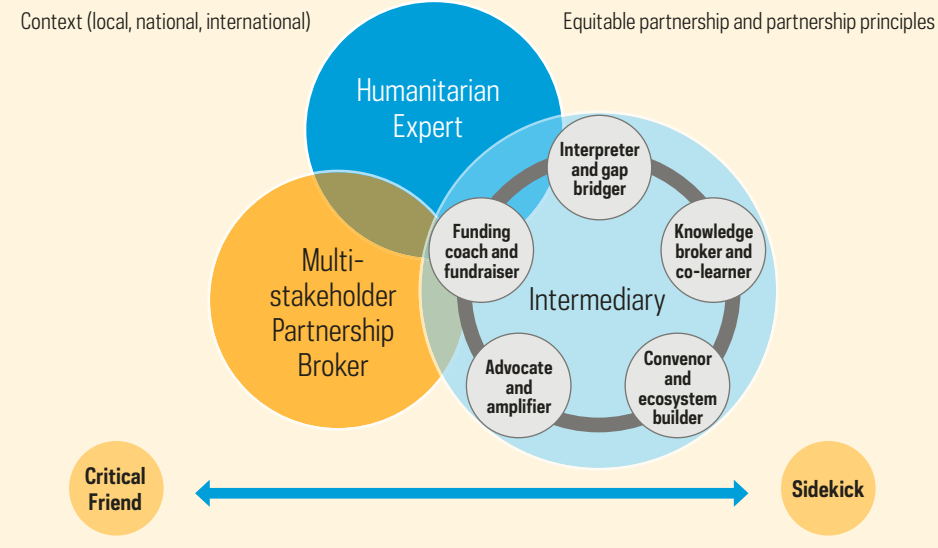 Context (local, national, international)
Equitable partnership and partnership principles
Humanitarian
Expert
Interpreter
and gap
bridger
Funding
coach and
fundraiser
Knowledge
broker and
co-learner
Multi-
stakeholder
Partnership
Broker
Intermediary
Advocate
and
amplifier
Convenor
and
ecosystem
builder
Critical
Friend
Sidekick